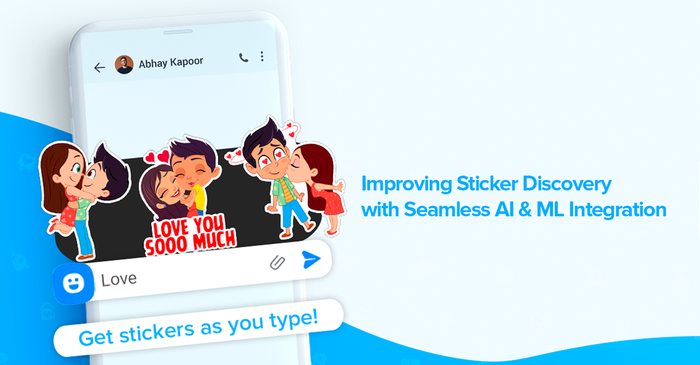 Abhay Kapoor
LOVE YOU
SOOO MUCH
Love
Get stickers as you type!
Improving Sticker Discovery
with Seamless AI & ML Integration